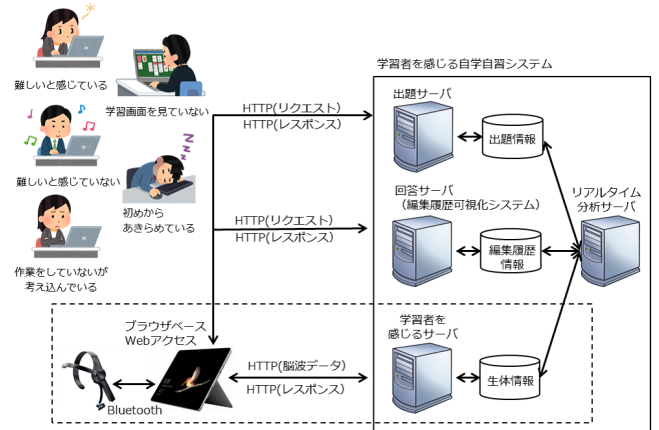 難しいと感じている
学習画面を見ていない
難しいと感じていない
初めから
あきらめている
作業をしていないが
考え込んでいる
zzzz
学習者を感じる自学自習システム
HTTP(リクエスト)
HTTP(レスポンス)
出題サーバ
出題情報
HTTP(リクエスト)
HTTP(レスポンス)
回答サーバ
(編集履歴可視化システム)
編集履歴
情報
リアルタイム
分析サーバ
ブラウザベース
Webアクセス
Bluetooth
HTTP(脳波データ)
HTTP(レスポンス)
学習者を
感じるサーバ
生体情報